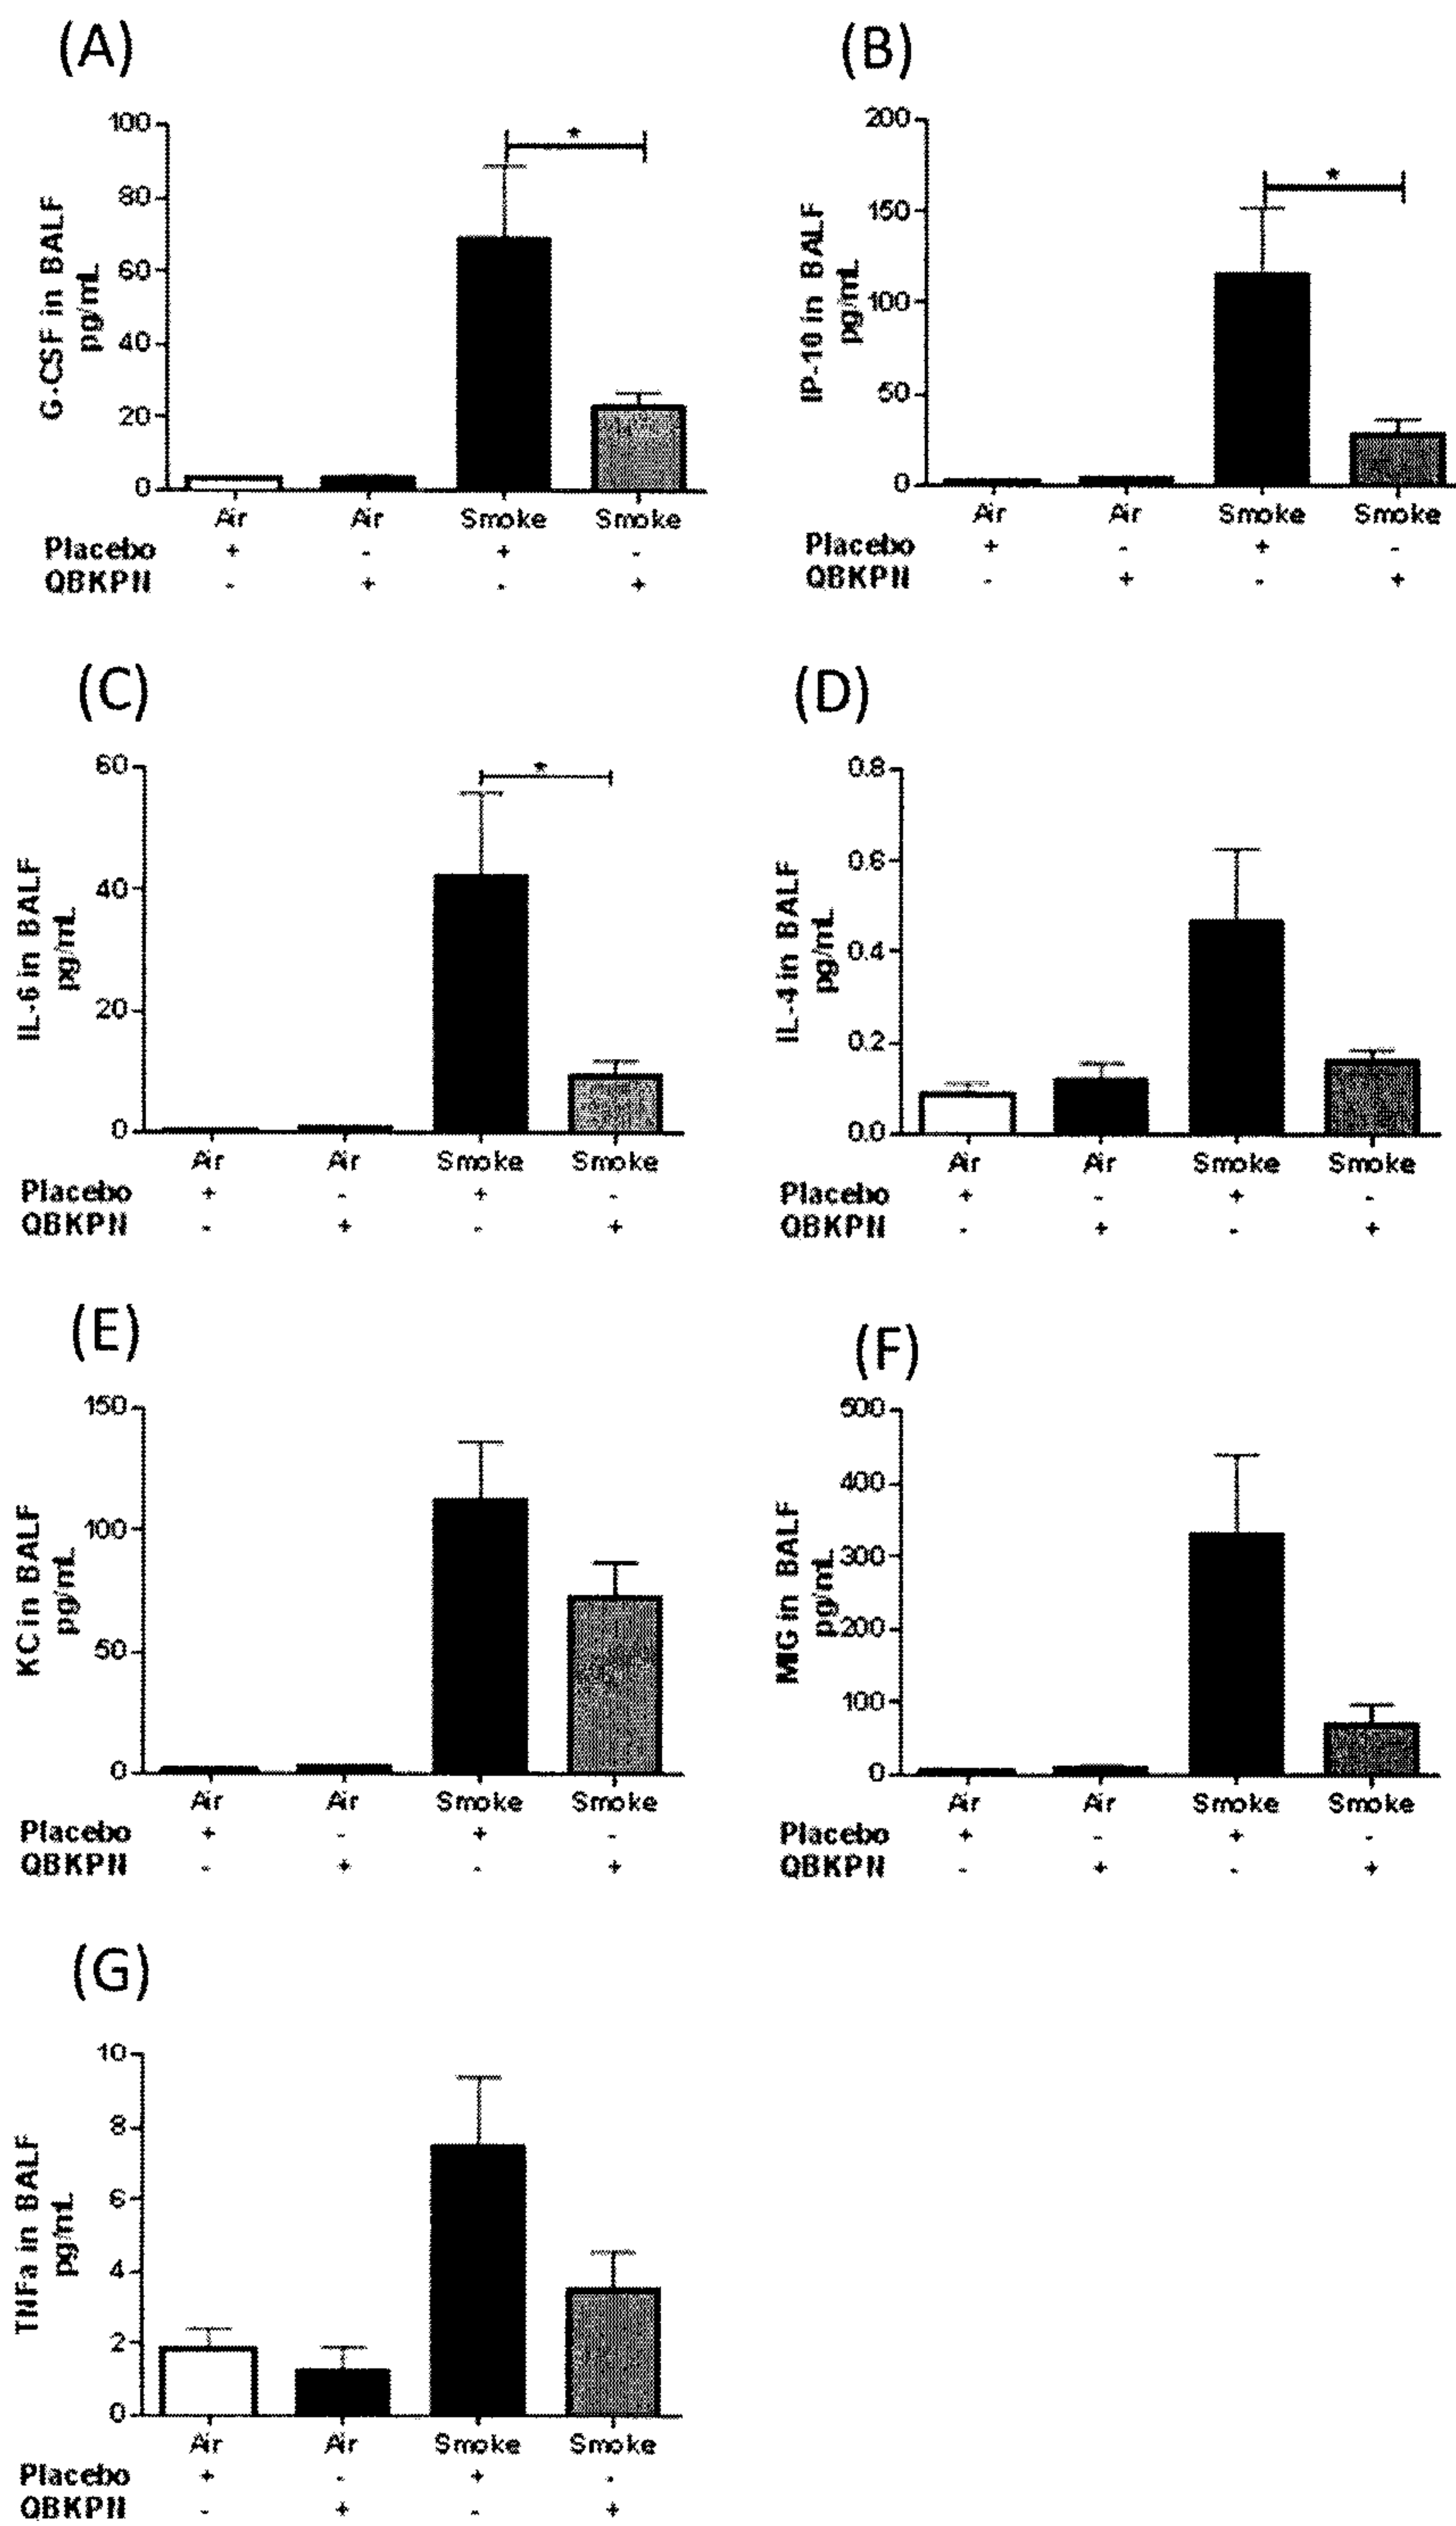 (A)
G-CSF in BALF
pg/mL
100
80
60
40
20
0
*
Air Air Smoke Smoke
Placebo + - + -
QBKPN - + - +
(B)
IP-10 in BALF
pg/mL
200
150
100
50
0
*
Air Air Smoke Smoke
Placebo + - + -
QBKPN - + - +
(C)
IL-6 in BALF
pg/mL
60
40
20
0
*
Air Air Smoke Smoke
Placebo + - + -
QBKPN - + - +
(D)
IL-4 in BALF
pg/mL
0.8
0.6
0.4
0.2
0.0
Air Air Smoke Smoke
Placebo + - + -
QBKPN - + - +
(E)
KC in BALF
pg/mL
150
100
50
0
Air Air Smoke Smoke
Placebo + - + -
QBKPN - + - +
(F)
MIG in BALF
pg/mL
500
400
300
200
100
0
Air Air Smoke Smoke
Placebo + - + -
QBKPN - + - +
(G)
TNFa in BALF
pg/mL
10
8
6
4
2
0
Air Air Smoke Smoke
Placebo + - + -
QBKPN - + - +